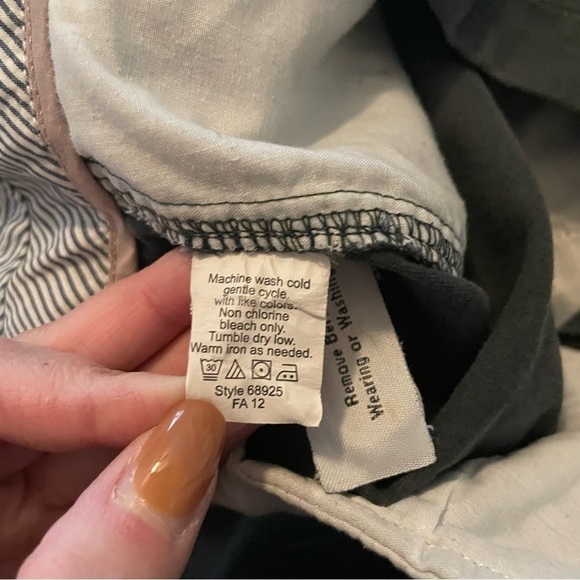 Machine wash cold
gentle cycle.
with like colors.
Non chlorine
bleach only.
Tumble dry low.
Warm iron as needed.
30
Style 68925
FA 12
Remove
Wearing or Washin